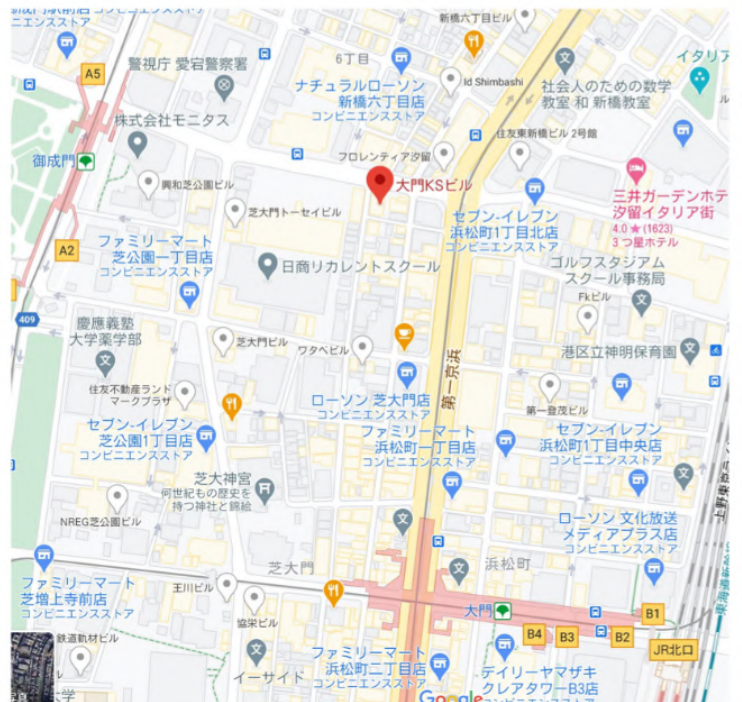 新橋六丁目ビル
A5
警視庁 愛宕警察署
6丁目
ナチュラルローソン
新橋六丁目店
コンビニエンスストア
Id Shimbashi
社会人のための数学
教室 和 新橋教室
イタリア
株式会社モニタス
御成門
フロレンティア汐留
住友東新橋ビル 2号館
興和芝公園ビル
大門KSビル
三井ガーデンホテ
汐留イタリア街
4.0 ★ (1623)
3 つ星ホテル
芝大門トーセイビル
セブン-イレブン
浜松町1丁目北店
コンビニエンスストア
A2
ファミリーマート
芝公園一丁目店
コンビニエンスストア
日商リカレントスクール
ゴルフスタジアム
スクール事務局
Fkビル
409
慶應義塾
大学薬学部
芝大門ビル
ワタベビル
第一京浜
港区立神明保育園
住友不動産ランド
マークプラザ
ローソン 芝大門店
コンビニエンスストア
第一登茂ビル
セブン-イレブン
芝公園1丁目店
コンビニエンスストア
ファミリーマート
浜松町一丁目店
コンビニエンスストア
セブン-イレブン
浜松町1丁目中央店
コンビニエンスストア
芝大神宮
何世紀もの歴史を
持つ神社と錦絵
NREG芝公園ビル
ローソン 文化放送
メディアプラス店
コンビニエンスストア
芝大門
浜松町
ファミリーマート
芝増上寺前店
コンビニエンスストア
王川ビル
協栄ビル
大門
B1
B4
B3
B2
JR北口
鉄道軌材ビル
イーサイド
ファミリーマート
浜松町二丁目店
コンビニエンスストア
デイリーヤマザキ
クレアタワーB3店
Google